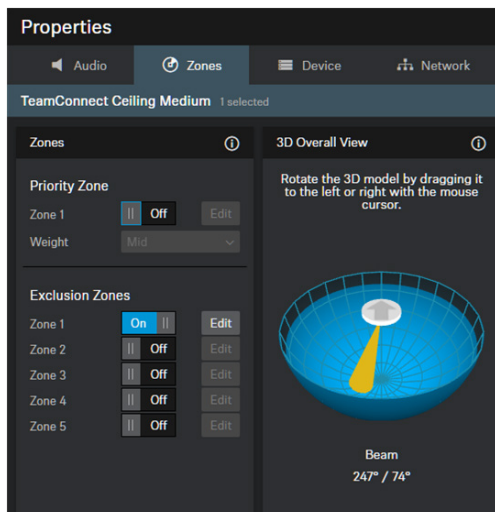 Properties
Audio
Zones
Device
Network
TeamConnect Ceiling Medium 1 selected
Zones
Priority Zone
Zone 1 Off Edit
Weight Mid
Exclusion Zones
Zone 1 On Edit
Zone 2 Off Edit
Zone 3 Off Edit
Zone 4 Off Edit
Zone 5 Off Edit
3D Overall View
Rotate the 3D model by dragging it
to the left or right with the mouse
cursor.
Beam
247° / 74°